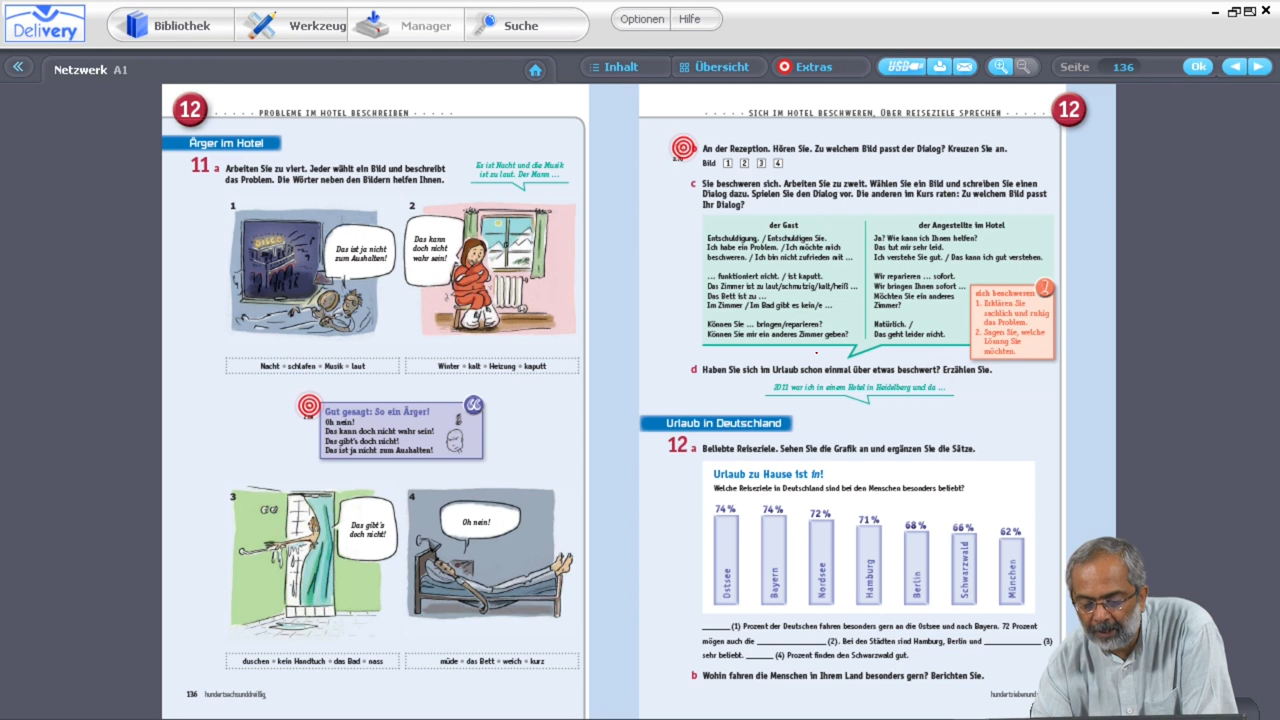 Delivery
Bibliothek
Werkzeug
Manager
Suche
Optionen
Hilfe
Netzwerk A1
Inhalt
Übersicht
Extras
USB
Seite 136
Ok
12
PROBLEME IM HOTEL BESCHREIBEN
Ärger im Hotel
11 a Arbeiten Sie zu viert. Jeder wählt ein Bild und beschreibt
das Problem. Die Wörter neben den Bildern helfen Ihnen.
Es ist Nacht und die Musik
ist zu laut. Der Mann ...
1
DISCO
Das ist ja nicht
zum Aushalten!
2
Das kann
doch nicht
wahr sein!
Nacht • schlafen • Musik • laut
Winter • kalt • Heizung • kaputt
Gut gesagt: So ein Ärger!
Oh nein!
Das kann doch nicht wahr sein!
Das gibt's doch nicht!
Das ist ja nicht zum Aushalten!
3
Das gibt's
doch nicht!
4
Oh nein!
duschen • kein Handtuch • das Bad • nass
müde • das Bett • weich • kurz
136 hundertsechsunddreißig
SICH IM HOTEL BESCHWEREN, ÜBER REISEZIELE SPRECHEN
12
An der Rezeption. Hören Sie. Zu welchem Bild passt der Dialog? Kreuzen Sie an.
Bild 1 2 3 4
c Sie beschweren sich. Arbeiten Sie zu zweit. Wählen Sie ein Bild und schreiben Sie einen
Dialog dazu. Spielen Sie den Dialog vor. Die anderen im Kurs raten: Zu welchem Bild passt
Ihr Dialog?
der Gast
Entschuldigung. / Entschuldigen Sie.
Ich habe ein Problem. / Ich möchte mich
beschweren. / Ich bin nicht zufrieden mit ...
... funktioniert nicht. / ist kaputt.
Das Zimmer ist zu laut/schmutzig/kalt/heiß ...
Das Bett ist zu ...
Im Zimmer / Im Bad gibt es kein/e ...
Können Sie ... bringen/reparieren?
Können Sie mir ein anderes Zimmer geben?
der Angestellte im Hotel
Ja? Wie kann ich Ihnen helfen?
Das tut mir sehr leid.
Ich verstehe Sie gut. / Das kann ich gut verstehen.
Wir reparieren ... sofort.
Wir bringen Ihnen sofort ...
Möchten Sie ein anderes
Zimmer?
Natürlich. /
Das geht leider nicht.
sich beschweren
1. Erklären Sie
sachlich und ruhig
das Problem.
2. Sagen Sie, welche
Lösung Sie
möchten.
d Haben Sie sich im Urlaub schon einmal über etwas beschwert? Erzählen Sie.
2011 war ich in einem Hotel in Heidelberg und da ...
Urlaub in Deutschland
12 a Beliebte Reiseziele. Sehen Sie die Grafik an und ergänzen Sie die Sätze.
Urlaub zu Hause ist in!
Welche Reiseziele in Deutschland sind bei den Menschen besonders beliebt?
74 % 74 % 72 % 71 % 68 % 66 % 62 %
Ostsee Bayern Nordsee Hamburg Berlin Schwarzwald München
______ (1) Prozent der Deutschen fahren besonders gern an die Ostsee und nach Bayern. 72 Prozent
mögen auch die ______ (2). Bei den Städten sind Hamburg, Berlin und ______ (3)
sehr beliebt. ______ (4) Prozent finden den Schwarzwald gut.
b Wohin fahren die Menschen in Ihrem Land besonders gern? Berichten Sie.